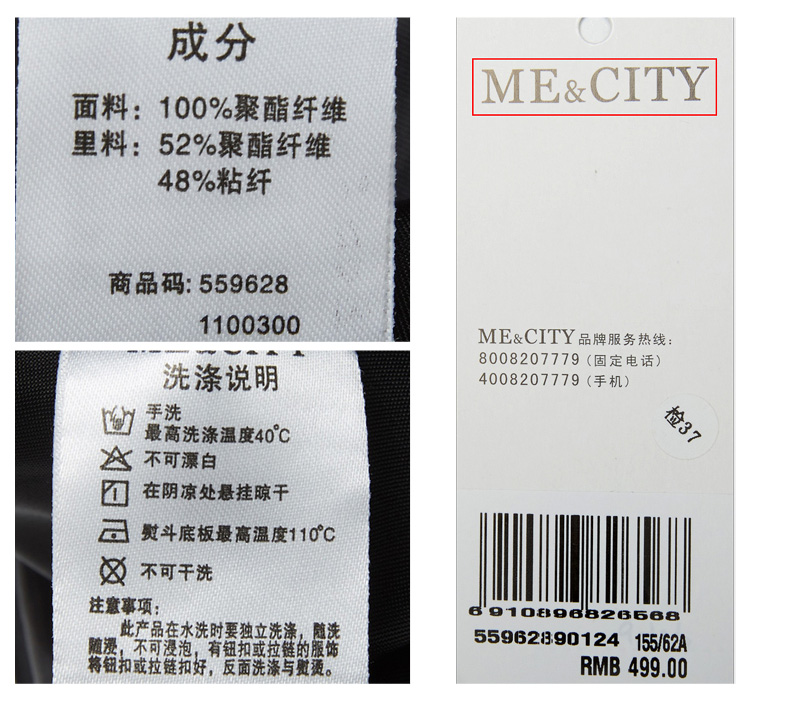 成分
面料：100%聚酯纤维
里料：52%聚酯纤维
48%粘纤
商品码:559628
1100300
洗涤说明
手洗
最高洗涤温度40℃
不可漂白
在阴凉处悬挂晾干
熨斗底板最高温度110℃
不可干洗
注意事项:
此产品在水洗时要独立洗涤，随洗
随浸，不可浸泡，有钮扣或拉链的服饰
将钮扣或拉链扣好，反面洗涤与熨烫。
ME&CITY
ME&CITY品牌服务热线：
8008207779（固定电话）
4008207779（手机）
检37
6910896826568
55962890124 155/62A
RMB 499.00